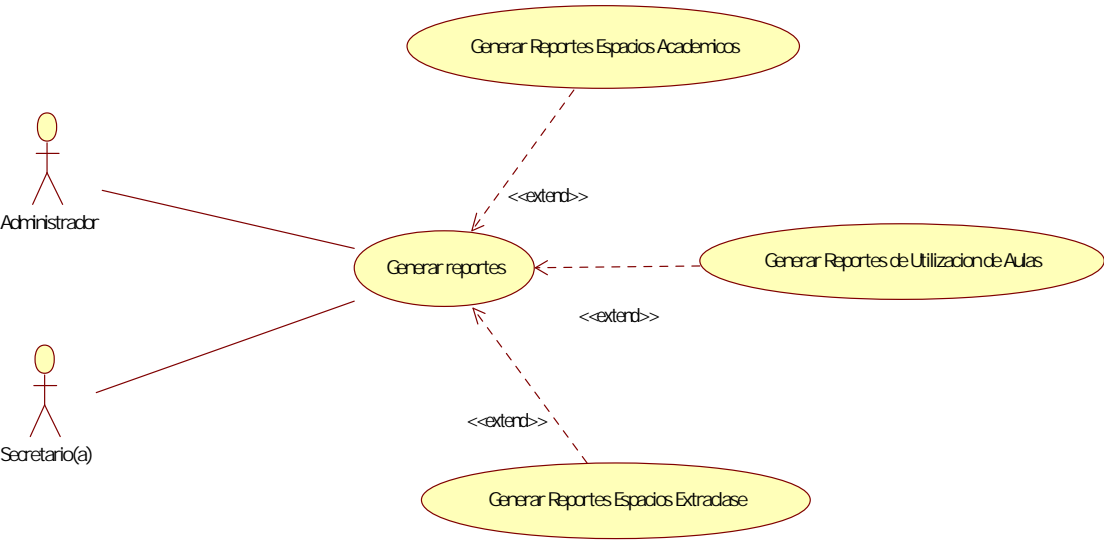 Generar Reportes Espacios Academicos
<<extend>>
Administrador
Generar reportes
Generar Reportes de Utilizacion de Aulas
<<extend>>
<<extend>>
Secretario(a)
Generar Reportes Espacios Extraclase